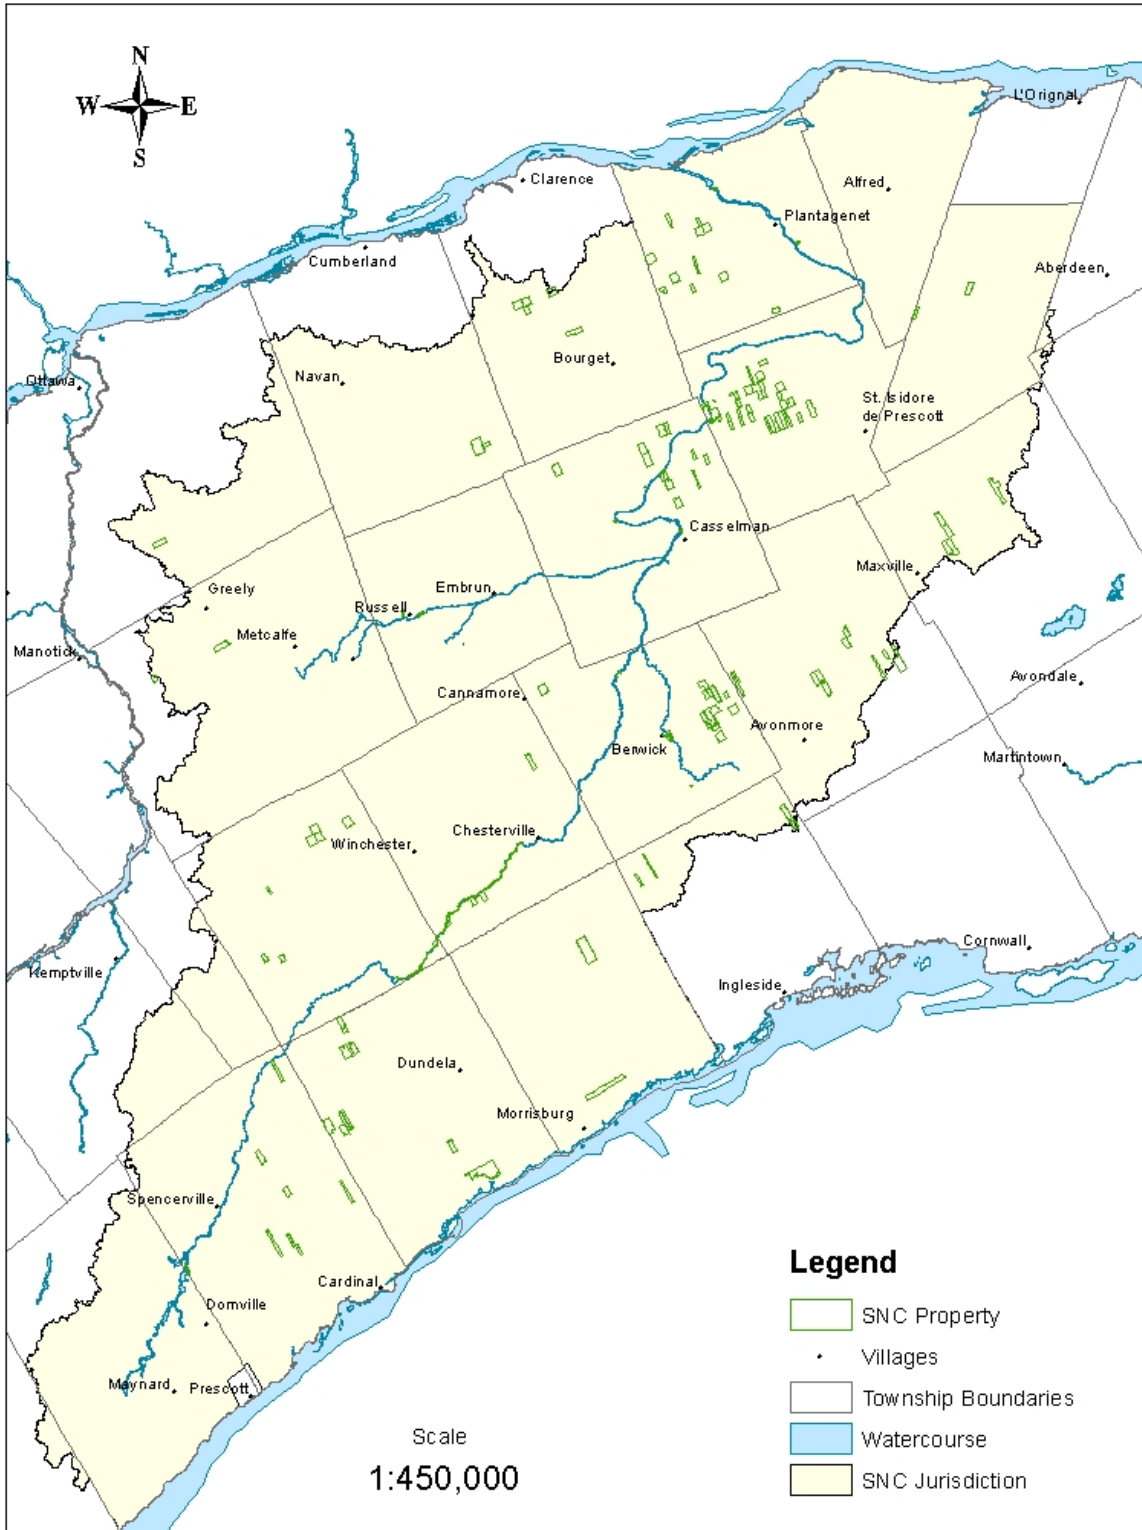 N
W E
S
L'Orignal
Clarence
Alfred
Plantagenet
Cumberland
Aberdeen
Bourget
Navan
Ottawa
St. Isidore
de Prescott
Casselman
Maxville
Greely
Embrun
Russell
Metcalfe
Manotick
Avondale
Cannamore
Avonmore
Berwick
Martintown
Chesterville
Winchester
Cornwall
Kemptville
Ingleside
Dundela
Morrisburg
Spencerville
Cardinal
Domville
Maynard
Prescott
Legend
SNC Property
Villages
Township Boundaries
Watercourse
SNC Jurisdiction
Scale
1:450,000